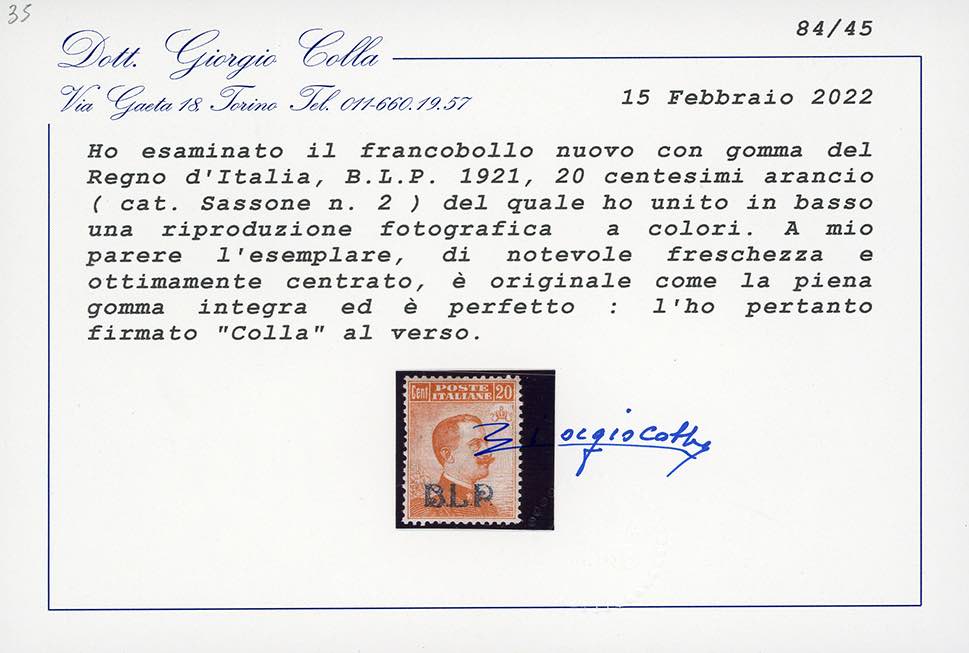 35
84/45
Dott. Giorgio Colla
Via Gaeta 18, Torino Tel. 011-660.19.57
15 Febbraio 2022
Ho esaminato il francobollo nuovo con gomma del
Regno d'Italia, B.L.P. 1921, 20 centesimi arancio
( cat. Sassone n. 2 ) del quale ho unito in basso
una riproduzione fotografica a colori. A mio
parere l'esemplare, di notevole freschezza e
ottimamente centrato, è originale come la piena
gomma integra ed è perfetto : l'ho pertanto
firmato "Colla" al verso.
Cent POSTE ITALIANE 20
B.L.P.
Giorgio Colla